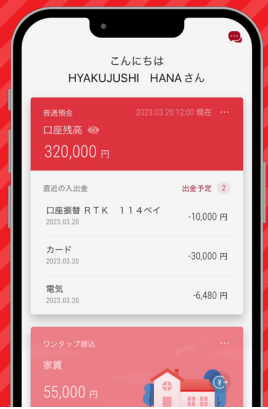 こんにちは
HYAKUJUSHI HANAさん
普通預金 2023.03.20 12:00 現在 …
口座残高
320,000 円
直近の入出金 出金予定 2
口座振替 RTK 114ペイ
2023.03.20
-10,000 円
カード
2023.03.20
-30,000 円
電気
2023.03.20
-6,480 円
ワンタップ振込 …
家賃
55,000 円
¥